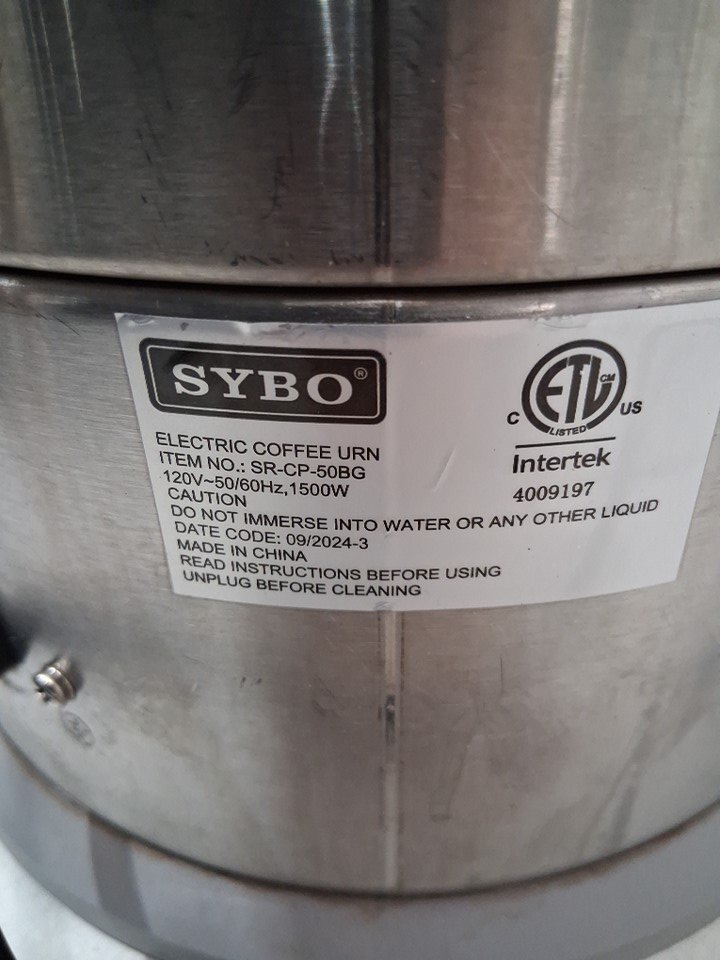 SYBO®
ELECTRIC COFFEE URN
ITEM NO.: SR-CP-50BG
120V~50/60Hz,1500W
CAUTION
DO NOT IMMERSE INTO WATER OR ANY OTHER LIQUID
DATE CODE: 09/2024-3
MADE IN CHINA
READ INSTRUCTIONS BEFORE USING
UNPLUG BEFORE CLEANING
ETL CM
C US
LISTED
Intertek
4009197